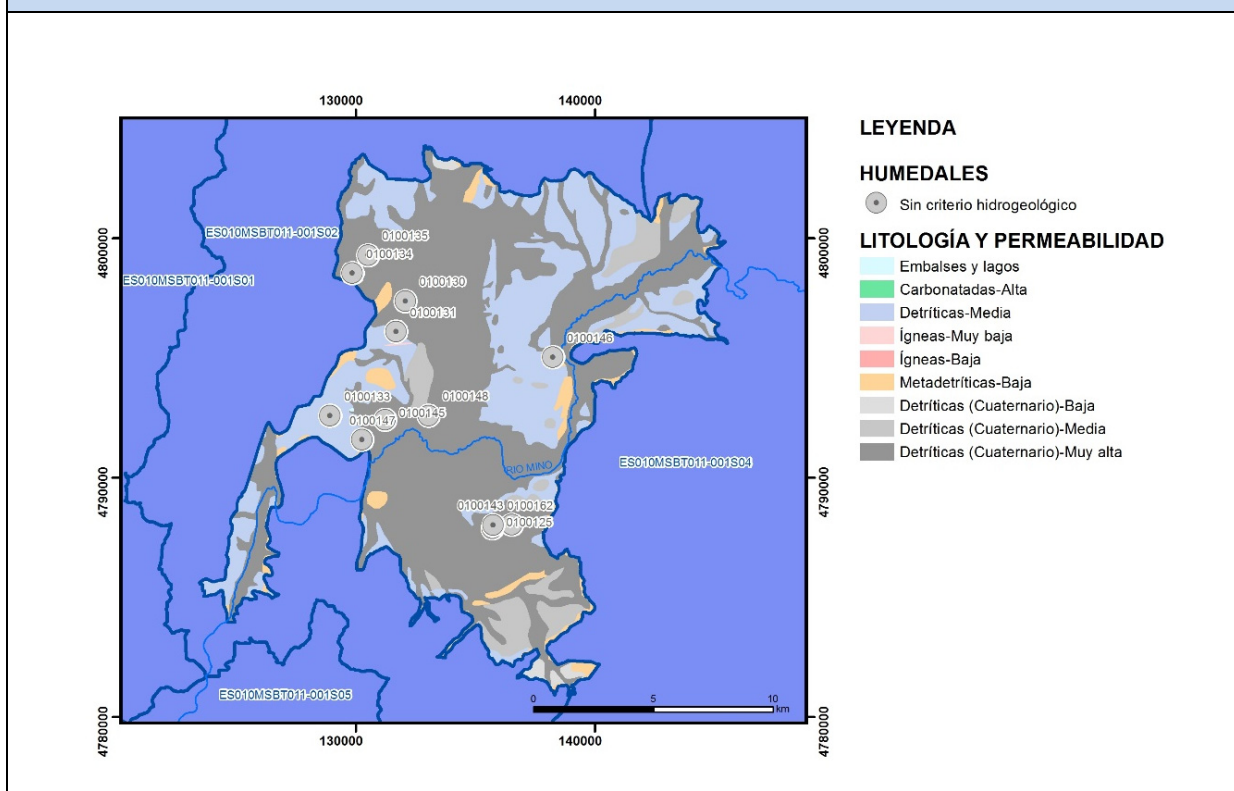 130000
140000
4800000
4790000
4780000
ES010MSBT011-001S02
ES010MSBT011-001S01
0100135
0100134
0100130
0100131
0100146
0100133
0100148
0100147
0100145
RIO MIÑO
ES010MSBT011-001S04
0100143
0100162
0100125
ES010MSBT011-001S05
0
5
10
km
4800000
4790000
4780000
130000
140000
LEYENDA
HUMEDALES
Sin criterio hidrogeológico
LITOLOGÍA Y PERMEABILIDAD
Embalses y lagos
Carbonatadas-Alta
Detríticas-Media
Ígneas-Muy baja
Ígneas-Baja
Metadetríticas-Baja
Detríticas (Cuaternario)-Baja
Detríticas (Cuaternario)-Media
Detríticas (Cuaternario)-Muy alta